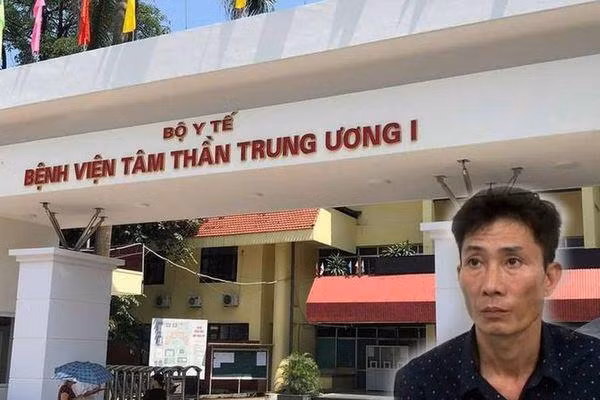 BỘ Y TẾ
BỆNH VIỆN TÂM THẦN TRUNG ƯƠNG I